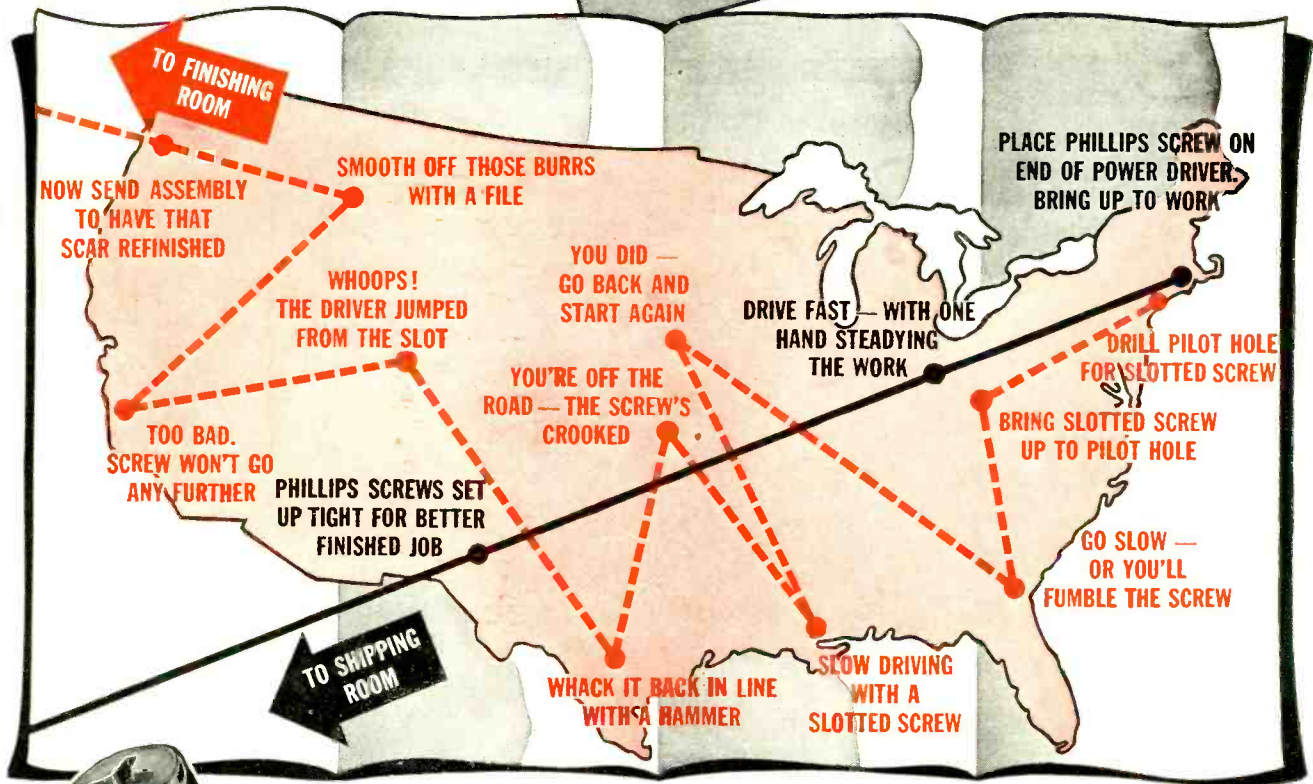 TO FINISHING
ROOM
NOW SEND ASSEMBLY
TO HAVE THAT
SCAR REFINISHED
SMOOTH OFF THOSE BURRS
WITH A FILE
WHOOPS!
THE DRIVER JUMPED
FROM THE SLOT
TOO BAD.
SCREW WON'T GO
ANY FURTHER
YOU DID —
GO BACK AND
START AGAIN
YOU'RE OFF THE
ROAD — THE SCREW'S
CROOKED
WHACK IT BACK IN LINE
WITH A HAMMER
SLOW DRIVING
WITH A
SLOTTED SCREW
GO SLOW —
OR YOU'LL
FUMBLE THE SCREW
BRING SLOTTED SCREW
UP TO PILOT HOLE
DRILL PILOT HOLE
FOR SLOTTED SCREW
PLACE PHILLIPS SCREW ON
END OF POWER DRIVER.
BRING UP TO WORK
DRIVE FAST — WITH ONE
HAND STEADYING
THE WORK
PHILLIPS SCREWS SET
UP TIGHT FOR BETTER
FINISHED JOB
TO SHIPPING
ROOM